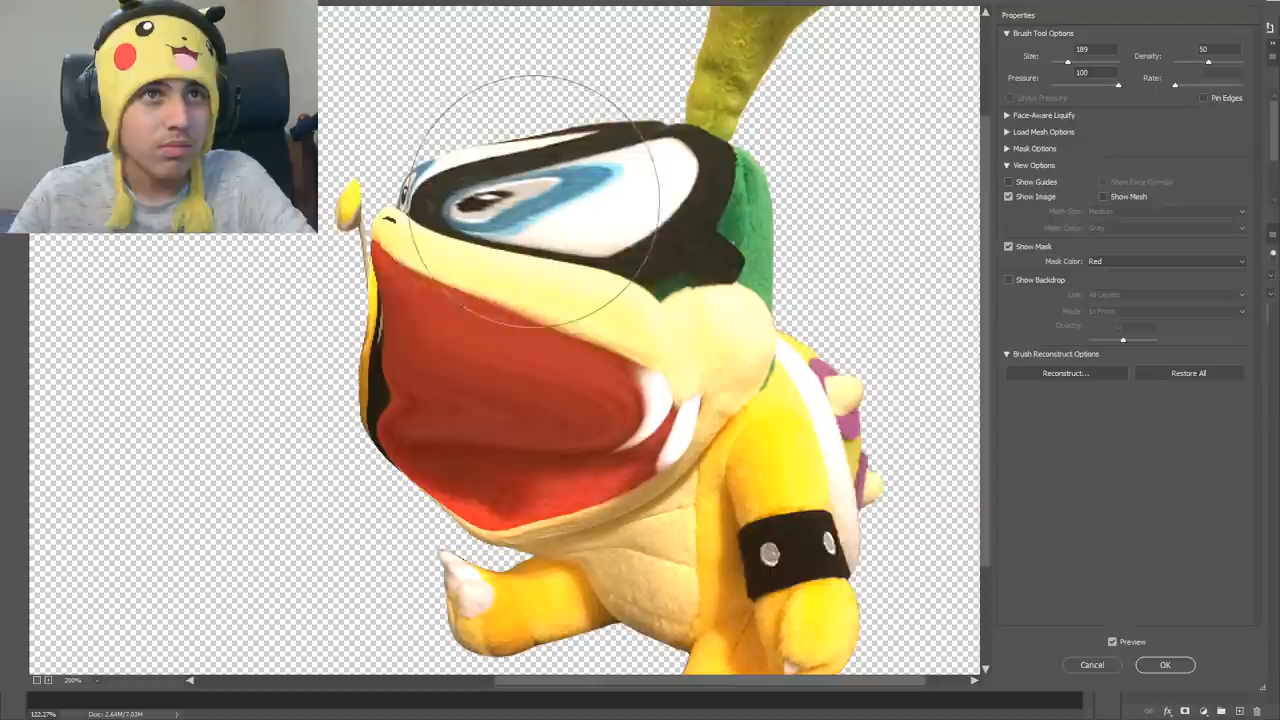 Properties
Brush Tool Options
Size: 189 Density: 50
Pressure: 100 Rate:
Stylus Pressure Pin Edges
Face-Aware Liquify
Load Mesh Options
Mask Options
View Options
Show Guides Show Face Overlay
Show Image Show Mesh
Mesh Size: Medium
Mesh Color: Gray
Show Mask
Mask Color: Red
Show Backdrop
Use: All Layers
Mode: In Front
Opacity:
Brush Reconstruct Options
Reconstruct... Restore All
Preview
Cancel OK
200%
122.27% Doc: 2.64M/7.03M
fx